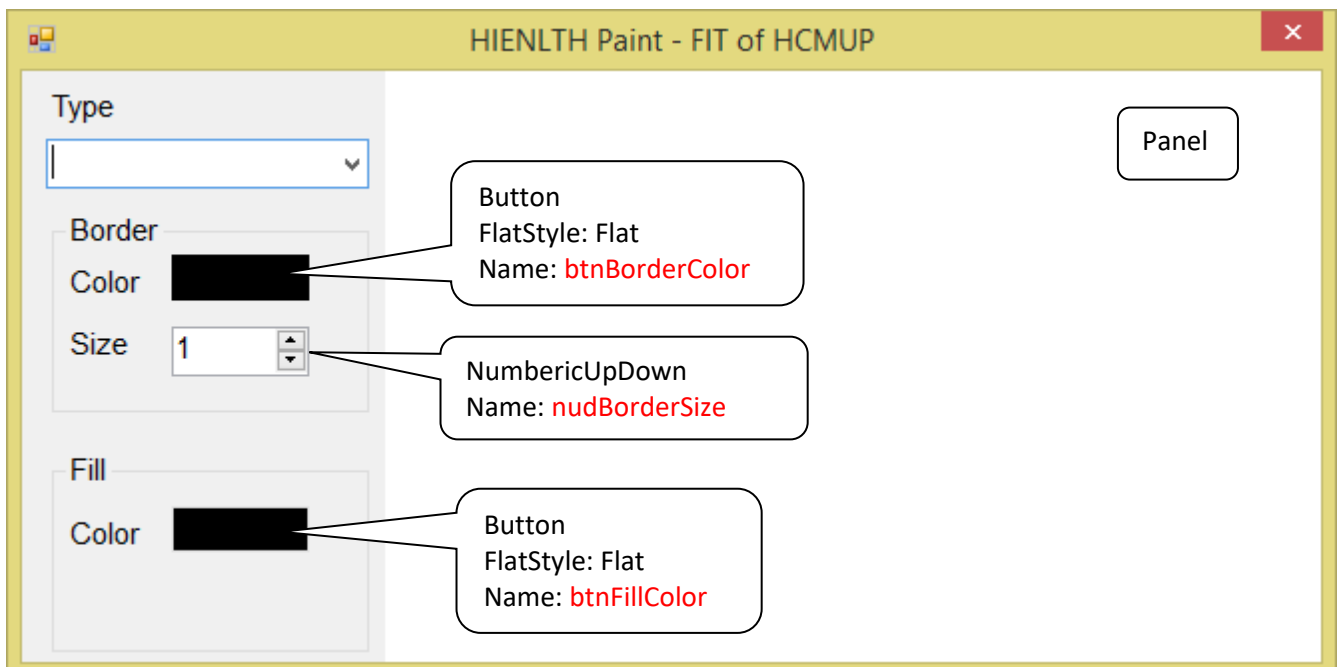 HIENLTH Paint - FIT of HCMUP
Type
Panel
Border
Color
Button
FlatStyle: Flat
Name: btnBorderColor
Size
1
NumbericUpDown
Name: nudBorderSize
Fill
Color
Button
FlatStyle: Flat
Name: btnFillColor